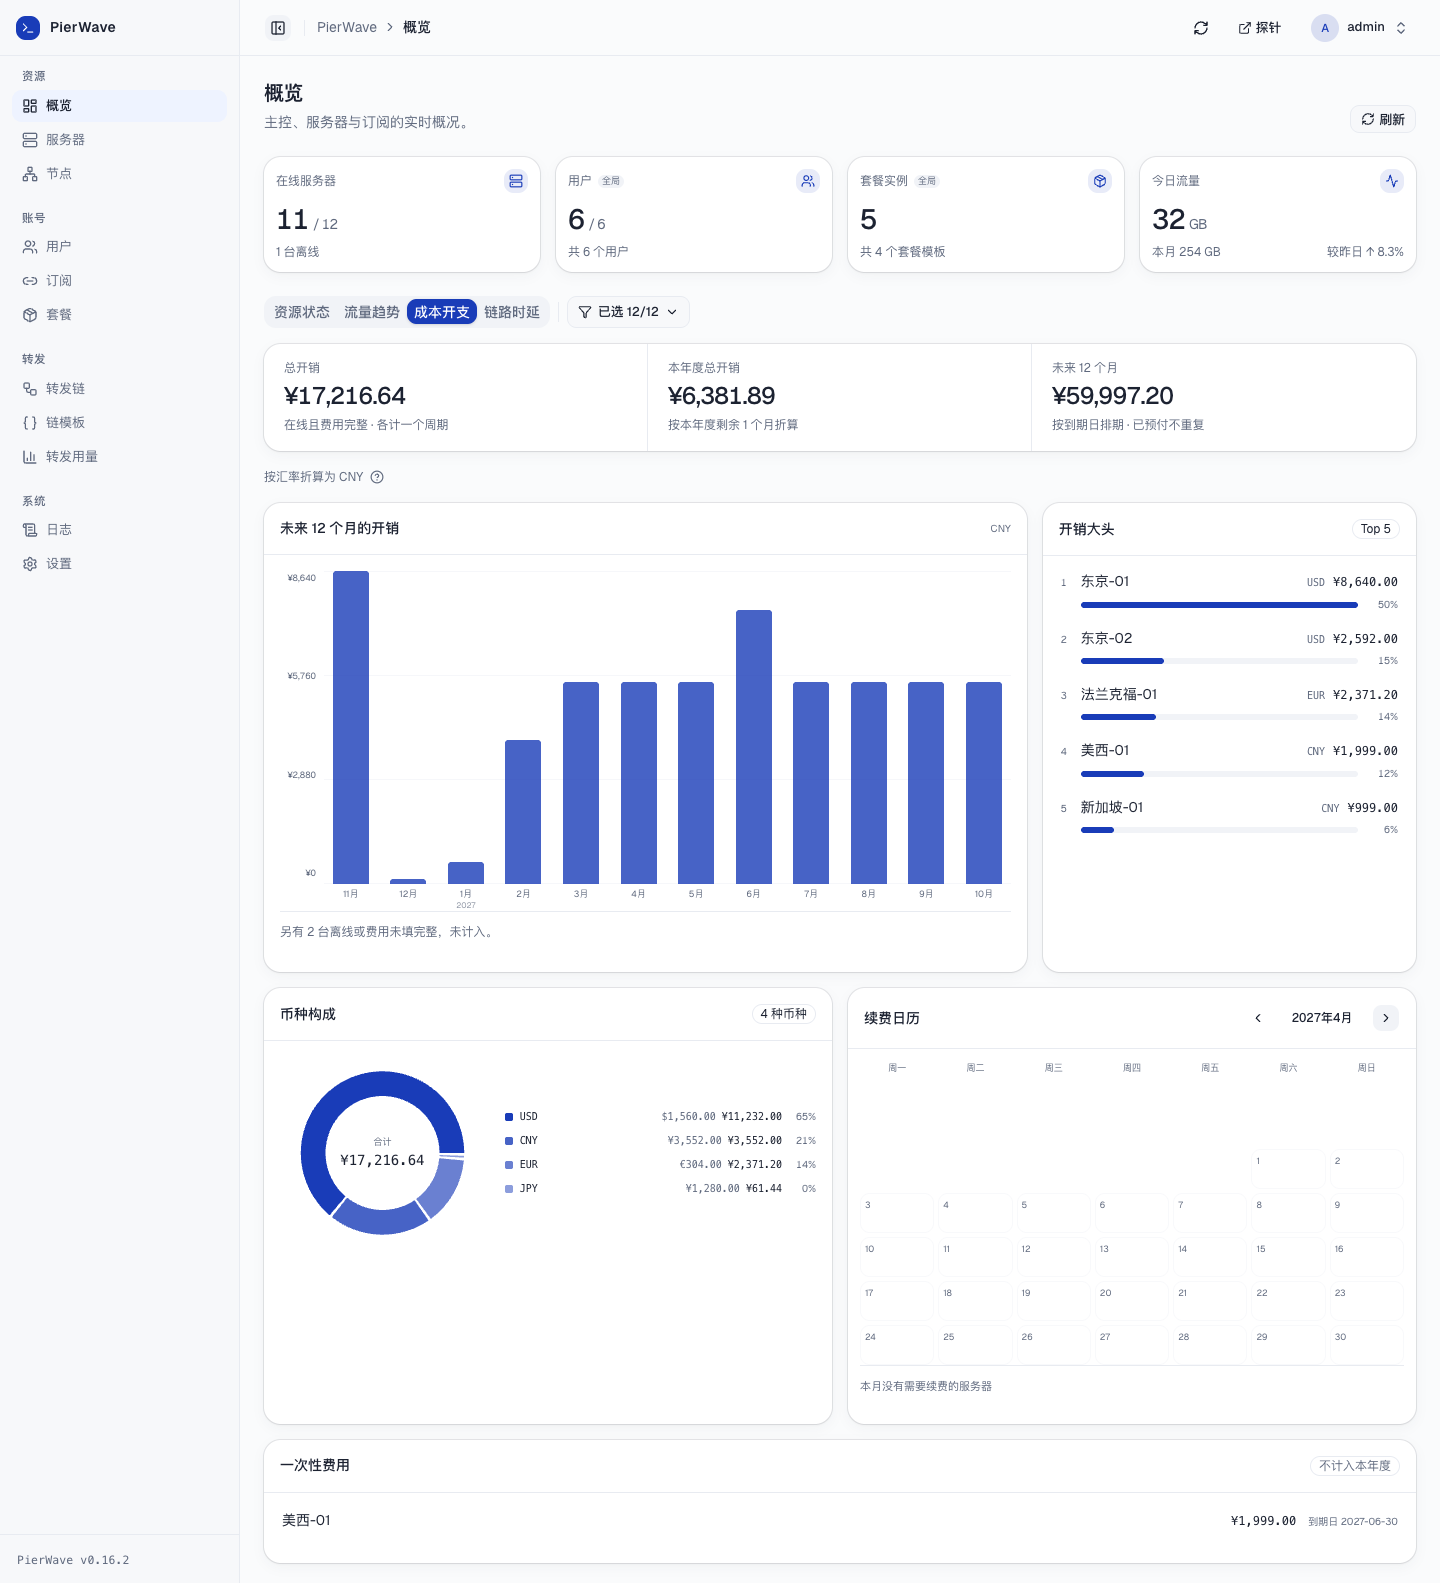 PierWave
资源
概览
服务器
节点
账号
用户
订阅
套餐
转发
转发链
链模板
转发用量
系统
日志
设置
PierWave v0.16.2
PierWave > 概览
探针
A admin
概览
主控、服务器与订阅的实时概况。
刷新
在线服务器
11 / 12
1 台离线
用户 全局
6 / 6
共 6 个用户
套餐实例 全局
5
共 4 个套餐模板
今日流量
32 GB
本月 254 GB 较昨日 ↑ 8.3%
资源状态 流量趋势 成本开支 链路时延 已选 12/12
总开销
¥17,216.64
在线且费用完整 · 各计一个周期
本年度总开销
¥6,381.89
按本年度剩余 1 个月折算
未来 12 个月
¥59,997.20
按到期日排期 · 已预付不重复
按汇率折算为 CNY
未来 12 个月的开销 CNY
¥8,640
¥5,760
¥2,880
¥0
11月 12月 1月 2月 3月 4月 5月 6月 7月 8月 9月 10月
2027
另有 2 台离线或费用未填完整，未计入。
开销大头 Top 5
1 东京-01 USD ¥8,640.00
50%
2 东京-02 USD ¥2,592.00
15%
3 法兰克福-01 EUR ¥2,371.20
14%
4 美西-01 CNY ¥1,999.00
12%
5 新加坡-01 CNY ¥999.00
6%
币种构成 4 种币种
合计
¥17,216.64
USD $1,560.00 ¥11,232.00 65%
CNY ¥3,552.00 ¥3,552.00 21%
EUR €304.00 ¥2,371.20 14%
JPY ¥1,280.00 ¥61.44 0%
续费日历 2027年4月
周一 周二 周三 周四 周五 周六 周日
1 2
3 4 5 6 7 8 9
10 11 12 13 14 15 16
17 18 19 20 21 22 23
24 25 26 27 28 29 30
本月没有需要续费的服务器
一次性费用 不计入本年度
美西-01 ¥1,999.00 到期日 2027-06-30